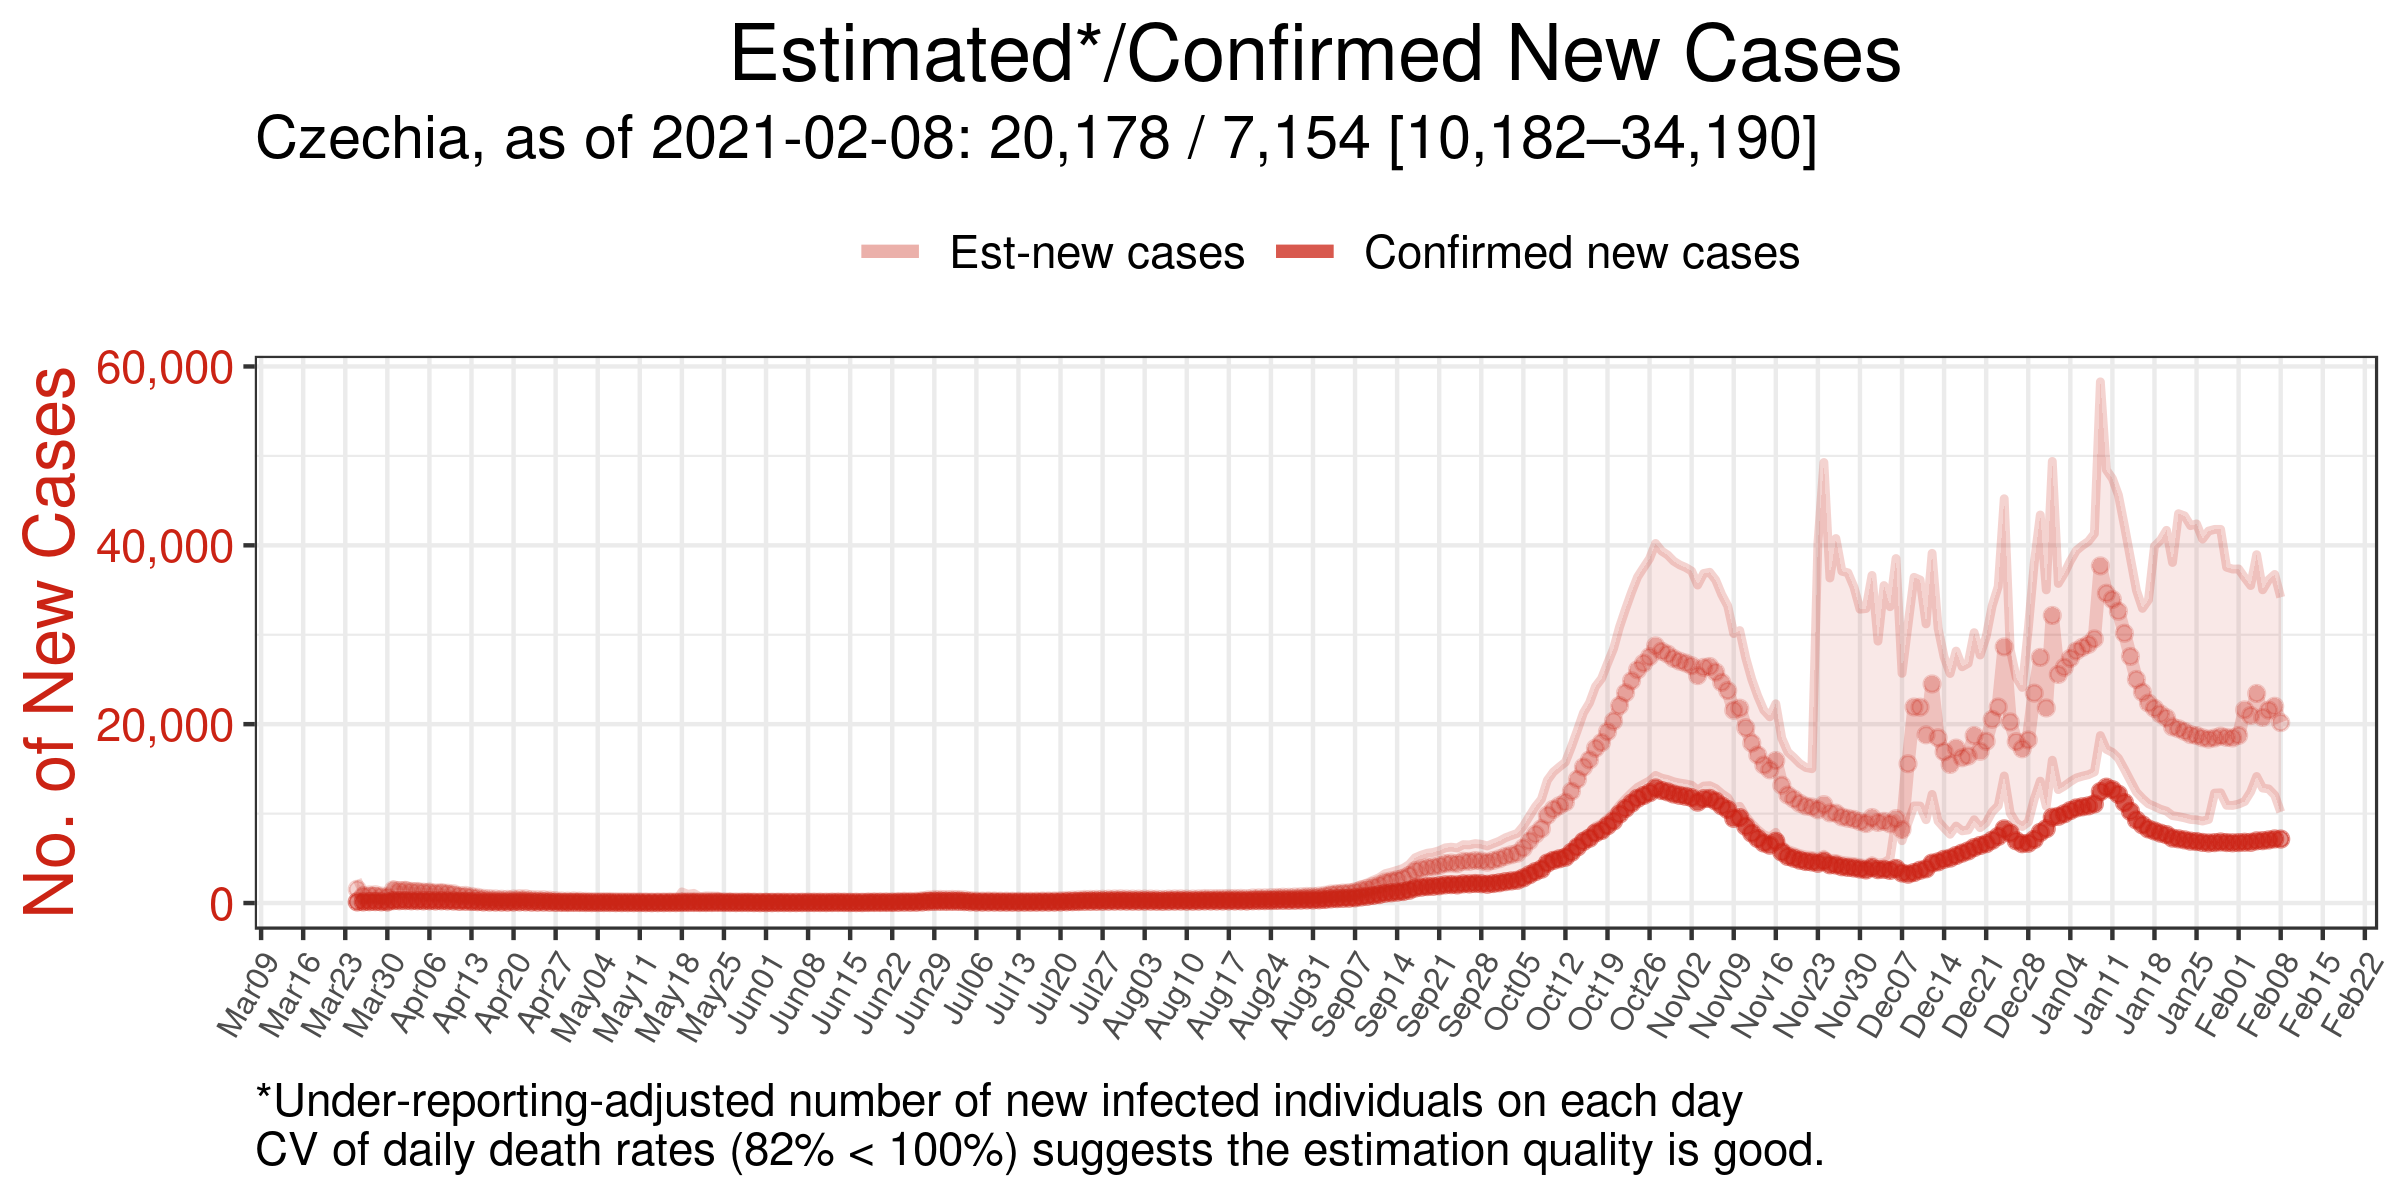 Estimated*/Confirmed New Cases
Czechia, as of 2021-02-08: 20,178 / 7,154 [10,182–34,190]
Est-new cases Confirmed new cases
No. of New Cases
60,000
40,000
20,000
0
Mar09 Mar16 Mar23 Mar30 Apr06 Apr13 Apr20 Apr27 May04 May11 May18 May25 Jun01 Jun08 Jun15 Jun22 Jun29 Jul06 Jul13 Jul20 Jul27 Aug03 Aug10 Aug17 Aug24 Aug31 Sep07 Sep14 Sep21 Sep28 Oct05 Oct12 Oct19 Oct26 Nov02 Nov09 Nov16 Nov23 Nov30 Dec07 Dec14 Dec21 Dec28 Jan04 Jan11 Jan18 Jan25 Feb01 Feb08 Feb15 Feb22
*Under-reporting-adjusted number of new infected individuals on each day
CV of daily death rates (82% < 100%) suggests the estimation quality is good.